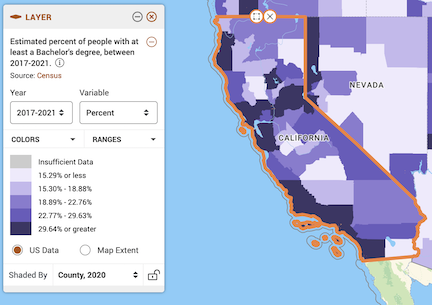 LAYER
Estimated percent of people with at
least a Bachelor's degree, between
2017-2021.
Source: Census
Year
Variable
2017-2021
Percent
COLORS
RANGES
Insufficient Data
15.29% or less
15.30% - 18.88%
18.89% - 22.76%
22.77% - 29.63%
29.64% or greater
US Data
Map Extent
Shaded By
County, 2020
NEVADA
CALIFORNIA